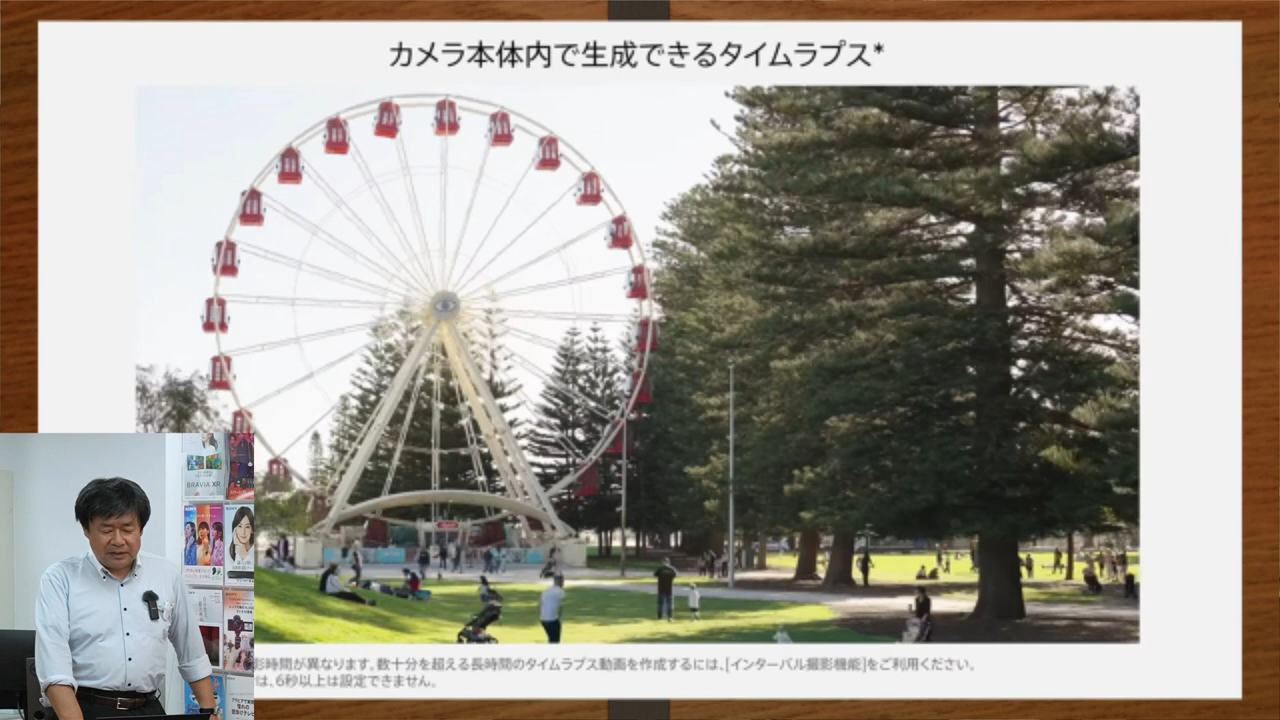 カメラ本体内で生成できるタイムラプス*
影時間が異なります。数十分を超える長時間のタイムラプス動画を作成するには、[インターバル撮影機能]をご利用ください。
は、6秒以上は設定できません。
BRAVIA XR
SONY
SONY